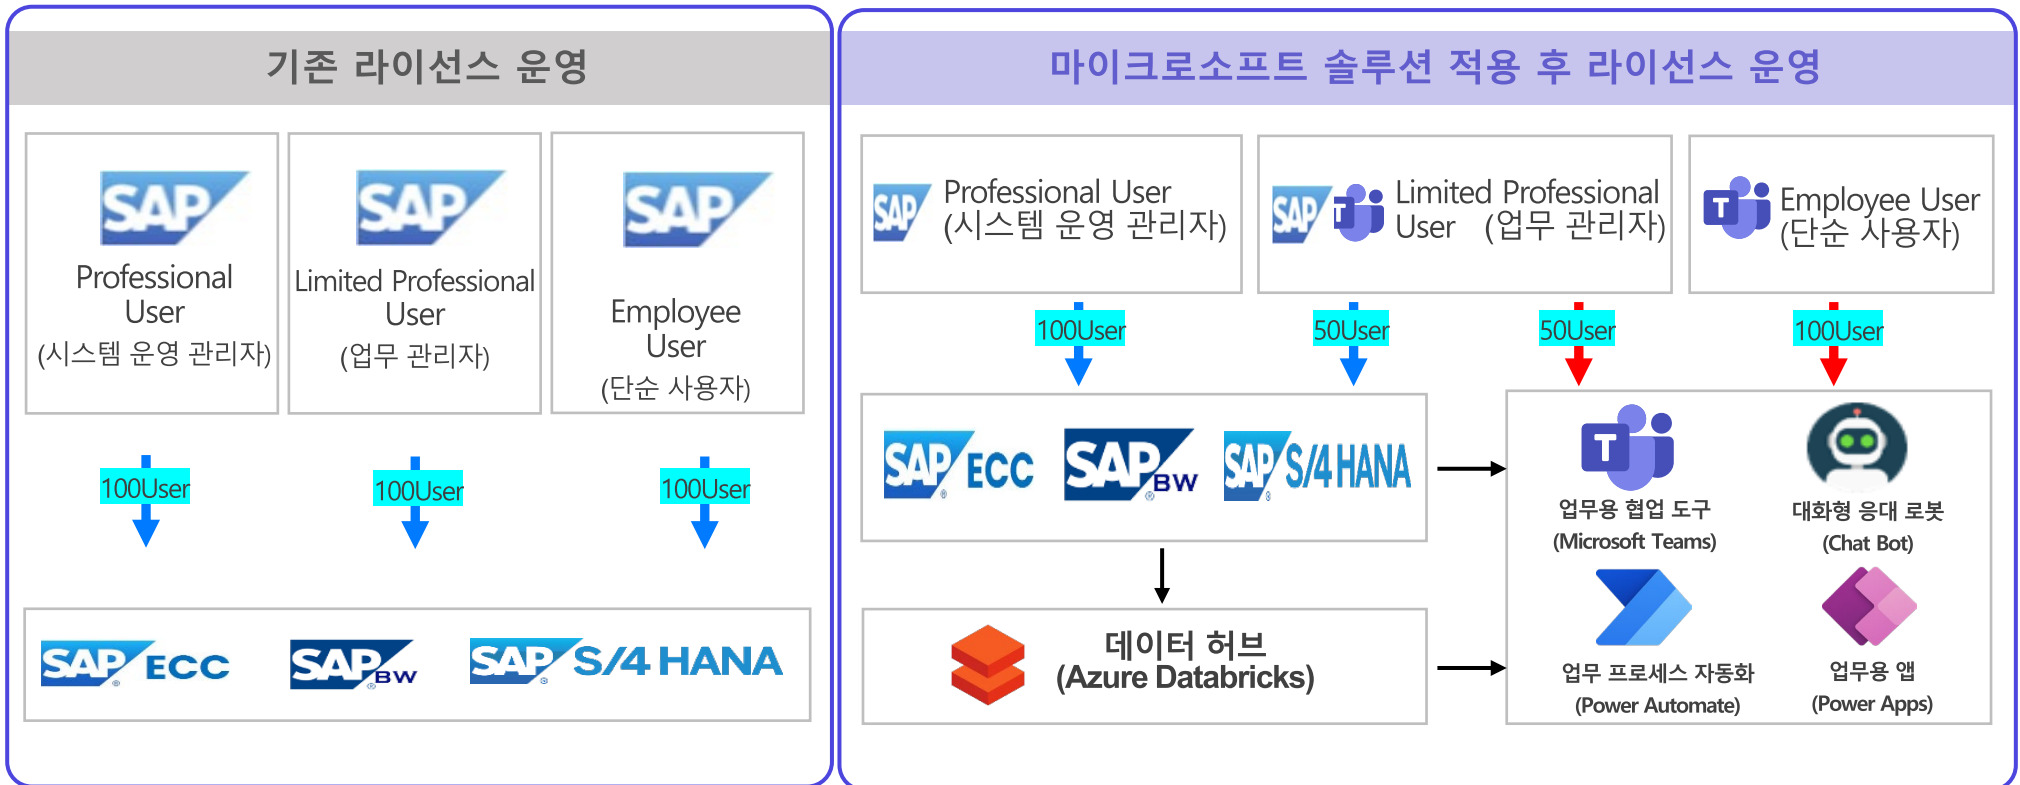 기존 라이선스 운영
SAP
Professional
User
(시스템 운영 관리자)
SAP
Limited Professional
User
(업무 관리자)
SAP
Employee
User
(단순 사용자)
100User
100User
100User
SAP® ECC
SAP® BW
SAP® S/4 HANA
마이크로소프트 솔루션 적용 후 라이선스 운영
SAP
Professional User
(시스템 운영 관리자)
SAP
T
Limited Professional
User (업무 관리자)
T
Employee User
(단순 사용자)
100User
50User
50User
100User
SAP® ECC
SAP® BW
SAP® S/4 HANA
데이터 허브
(Azure Databricks)
T
업무용 협업 도구
(Microsoft Teams)
대화형 응대 로봇
(Chat Bot)
업무 프로세스 자동화
(Power Automate)
업무용 앱
(Power Apps)